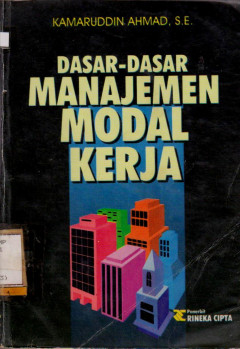 KAMARUDDIN AHMAD, S.E.
DASAR-DASAR
MANAJEMEN
MODAL
KERJA
Penerbit
RINEKA CIPTA